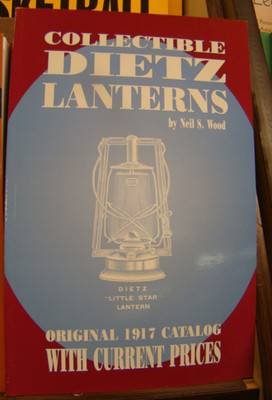 COLLECTIBLE
DIETZ
LANTERNS
by Neil S. Wood
DIETZ
"LITTLE STAR"
LANTERN
ORIGINAL 1917 CATALOG
WITH CURRENT PRICES